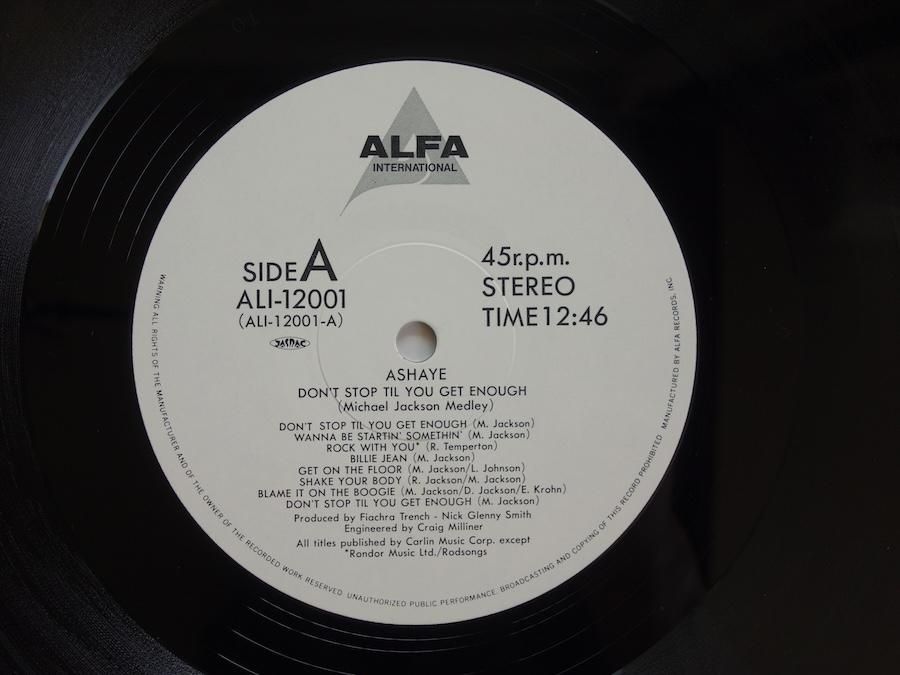 ALFA
INTERNATIONAL
SIDE A
ALI-12001
(ALI-12001-A)
JASRAC
45r.p.m.
STEREO
TIME 12:46
ASHAYE
DON'T STOP TIL YOU GET ENOUGH
(Michael Jackson Medley)
DON'T STOP TIL YOU GET ENOUGH (M. Jackson)
WANNA BE STARTIN' SOMETHIN' (M. Jackson)
ROCK WITH YOU* (R. Temperton)
BILLIE JEAN (M. Jackson)
GET ON THE FLOOR (M. Jackson/L. Johnson)
SHAKE YOUR BODY (R. Jackson/M. Jackson)
BLAME IT ON THE BOOGIE (M. Jackson/D. Jackson/E. Krohn)
DON'T STOP TIL YOU GET ENOUGH (M. Jackson)
Produced by Fiachra Trench - Nick Glenny Smith
Engineered by Craig Milliner
All titles published by Carlin Music Corp. except
*Rondor Music Ltd./Rodsongs
WARNING: ALL RIGHTS OF THE MANUFACTURER AND OF THE OWNER OF THE RECORDED WORK RESERVED. UNAUTHORIZED PUBLIC PERFORMANCE. BROADCASTING AND COPYING OF THIS RECORD PROHIBITED. MANUFACTURED BY ALFA RECORDS, INC.